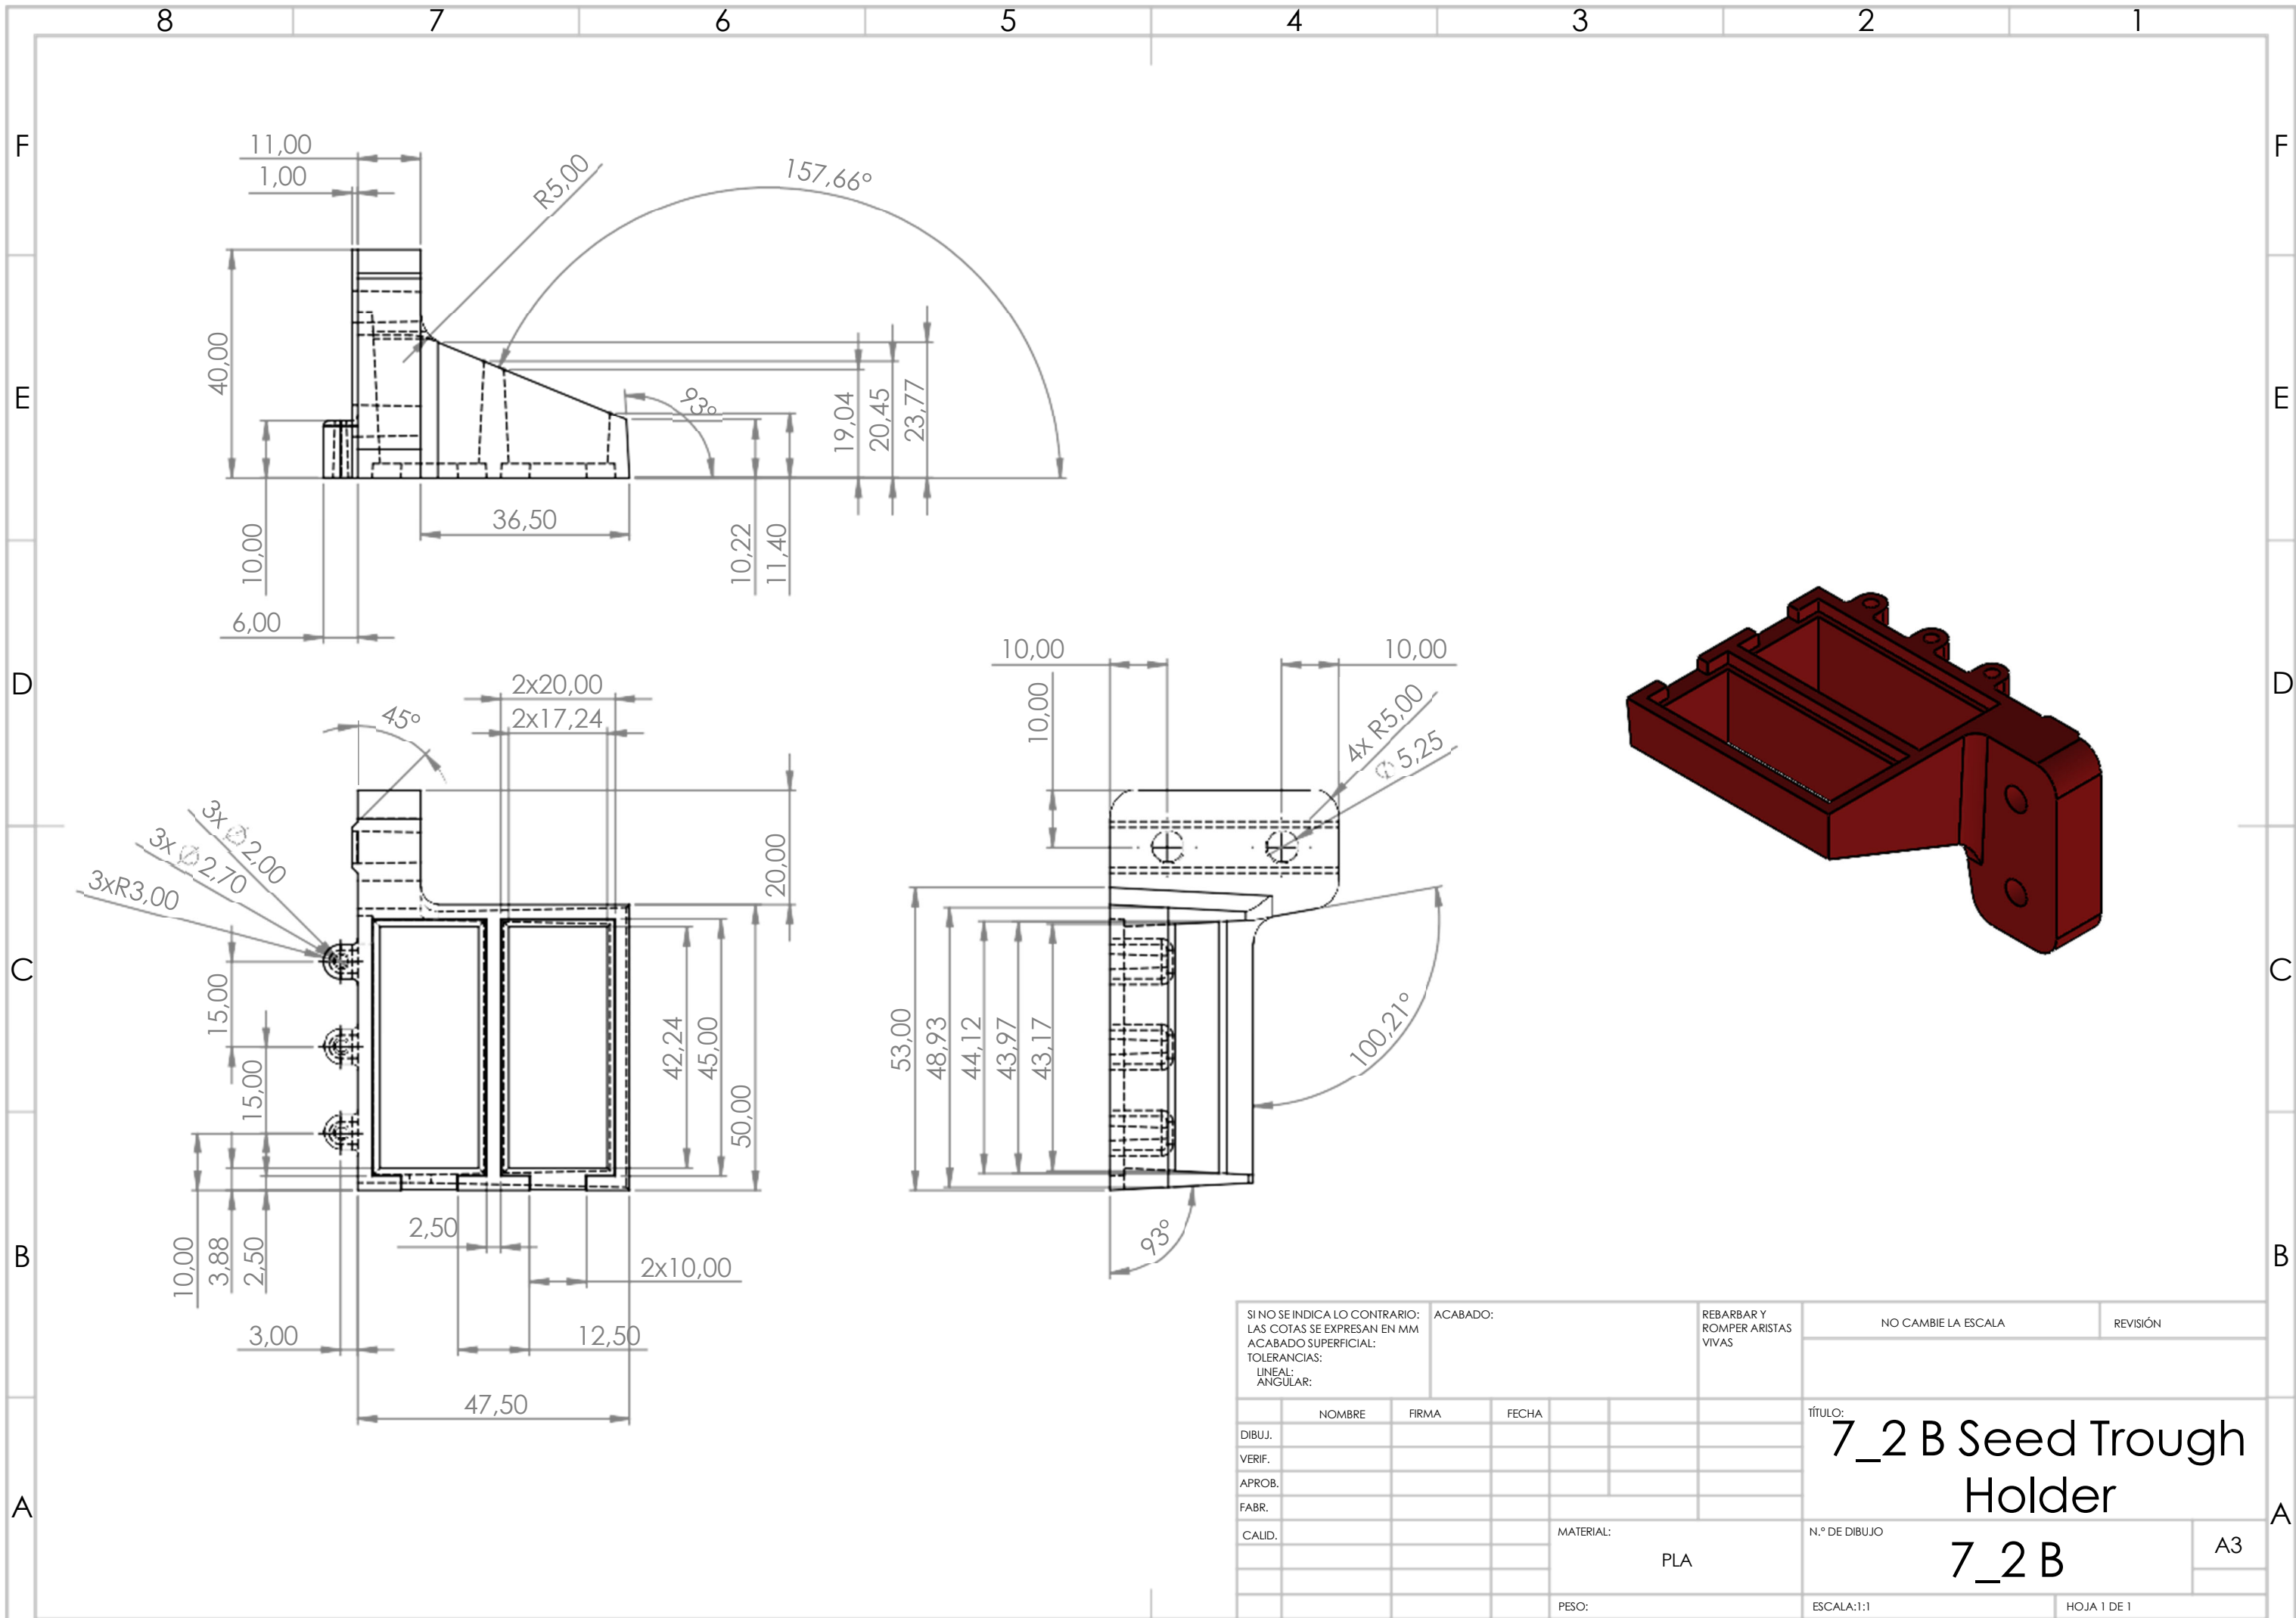 8 7 6 5 4 3 2 1
F F
11,00
1,00
R5,00
157,66°
E E
40,00
93°
19,04
20,45
23,77
10,00
36,50
10,22
11,40
6,00
D D
2x20,00
2x17,24
45°
10,00
10,00
10,00
4x R5,00
Ø 5,25
3x Ø2,00
3x Ø2,70
3xR3,00
20,00
C C
15,00
15,00
42,24
45,00
50,00
53,00
48,93
44,12
43,97
43,17
100,21°
93°
B B
10,00
3,88
2,50
2,50
2x10,00
3,00
12,50
47,50
A A
SI NO SE INDICA LO CONTRARIO:
LAS COTAS SE EXPRESAN EN MM
ACABADO SUPERFICIAL:
TOLERANCIAS:
LINEAL:
ANGULAR:
ACABADO:
REBARBAR Y
ROMPER ARISTAS
VIVAS
NO CAMBIE LA ESCALA
REVISIÓN
NOMBRE FIRMA FECHA
DIBUJ.
VERIF.
APROB.
FABR.
CALID.
TÍTULO:
7_2 B Seed Trough
Holder
MATERIAL:
PLA
N.º DE DIBUJO
7_2 B
A3
PESO:
ESCALA:1:1
HOJA 1 DE 1